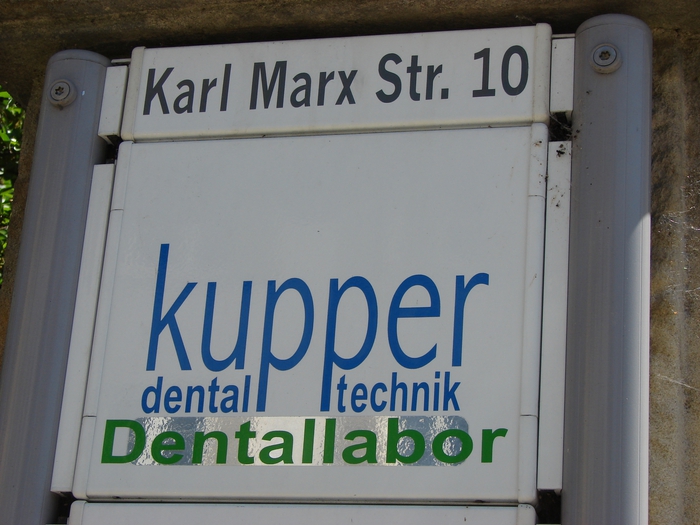 Karl Marx Str. 10
kupper
dental technik
Dentallabor